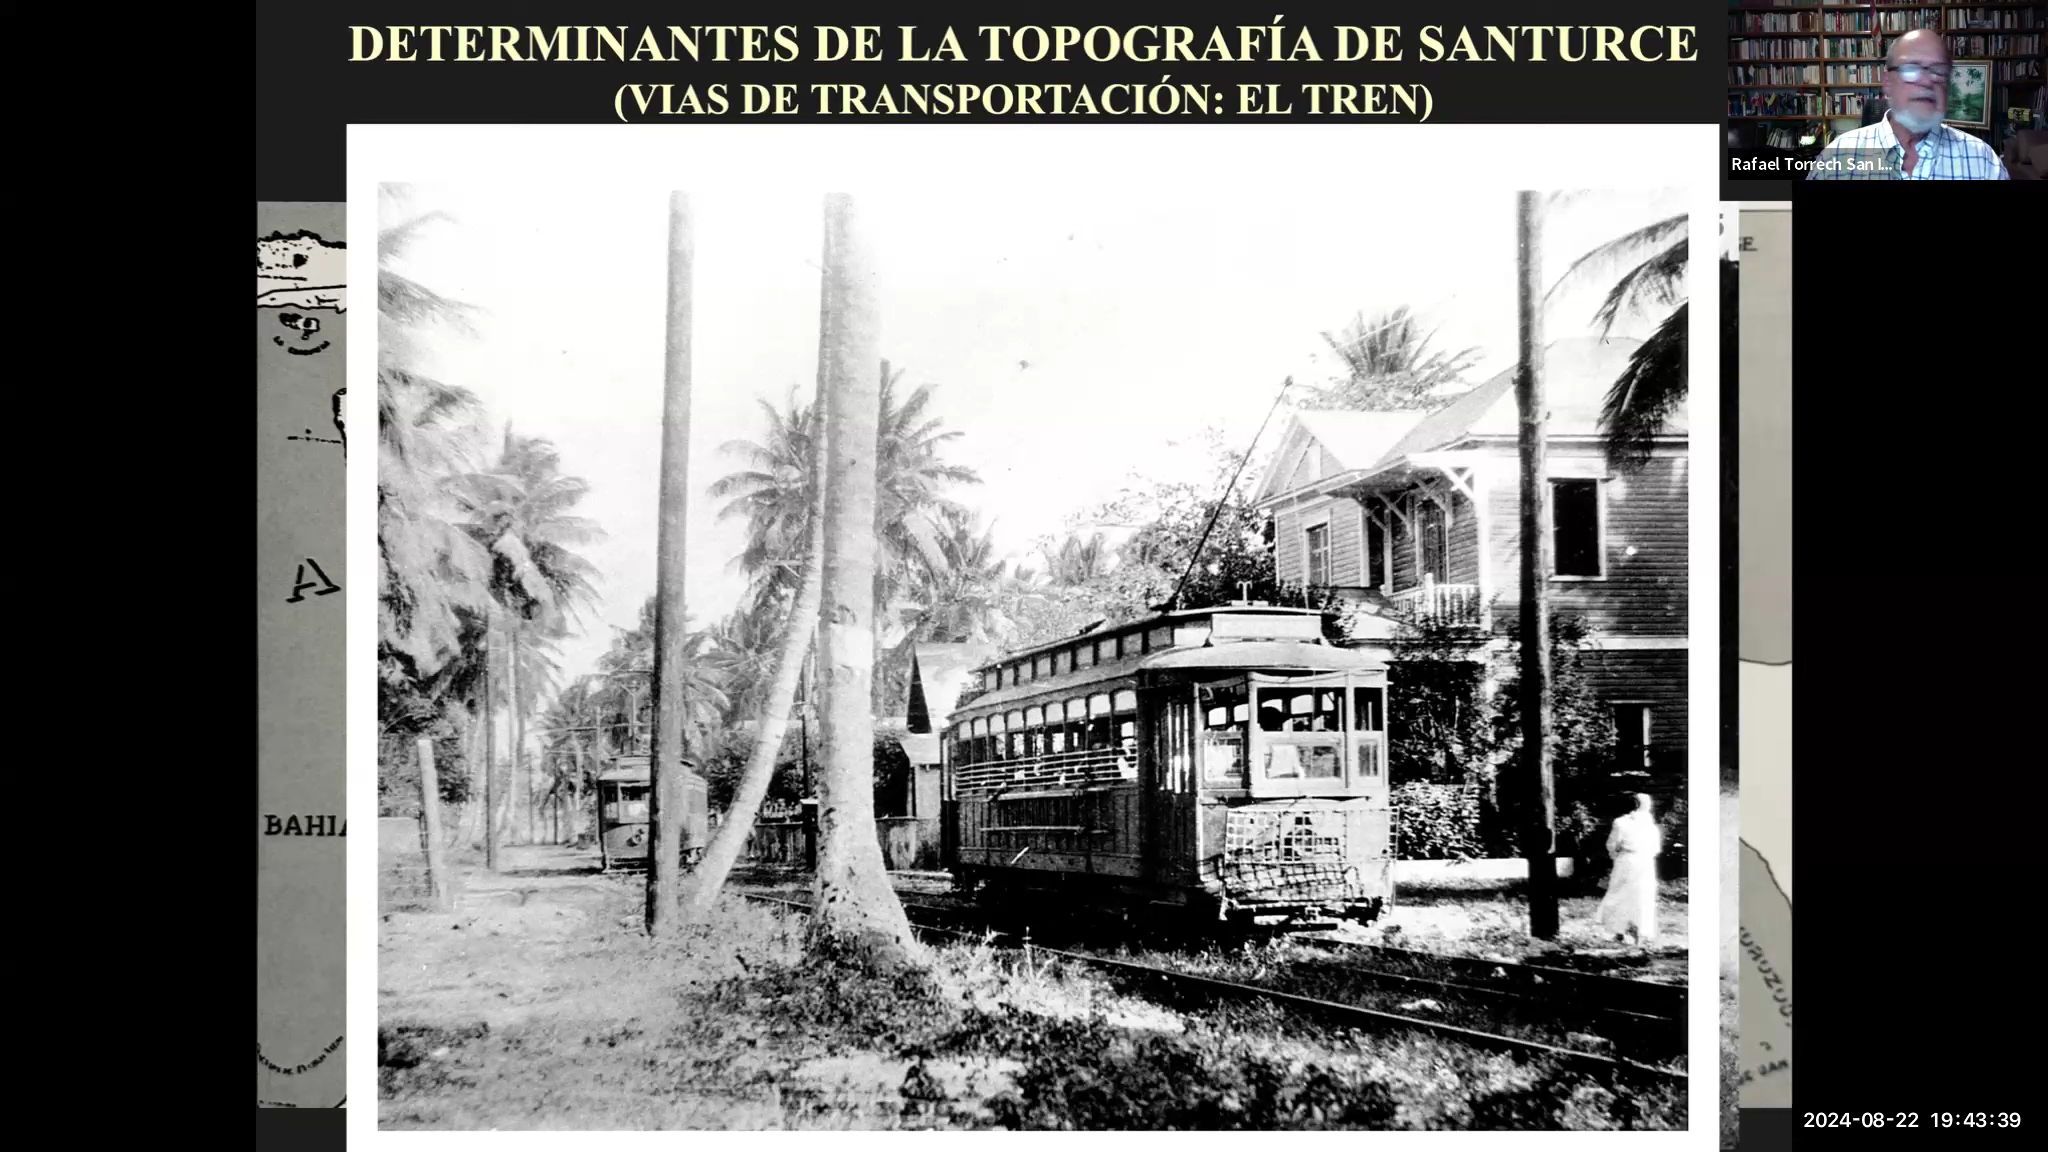 DETERMINANTES DE LA TOPOGRAFÍA DE SANTURCE
(VIAS DE TRANSPORTACIÓN: EL TREN)
Rafael Torrech San I...
A
BAHIA
2024-08-22 19:43:39